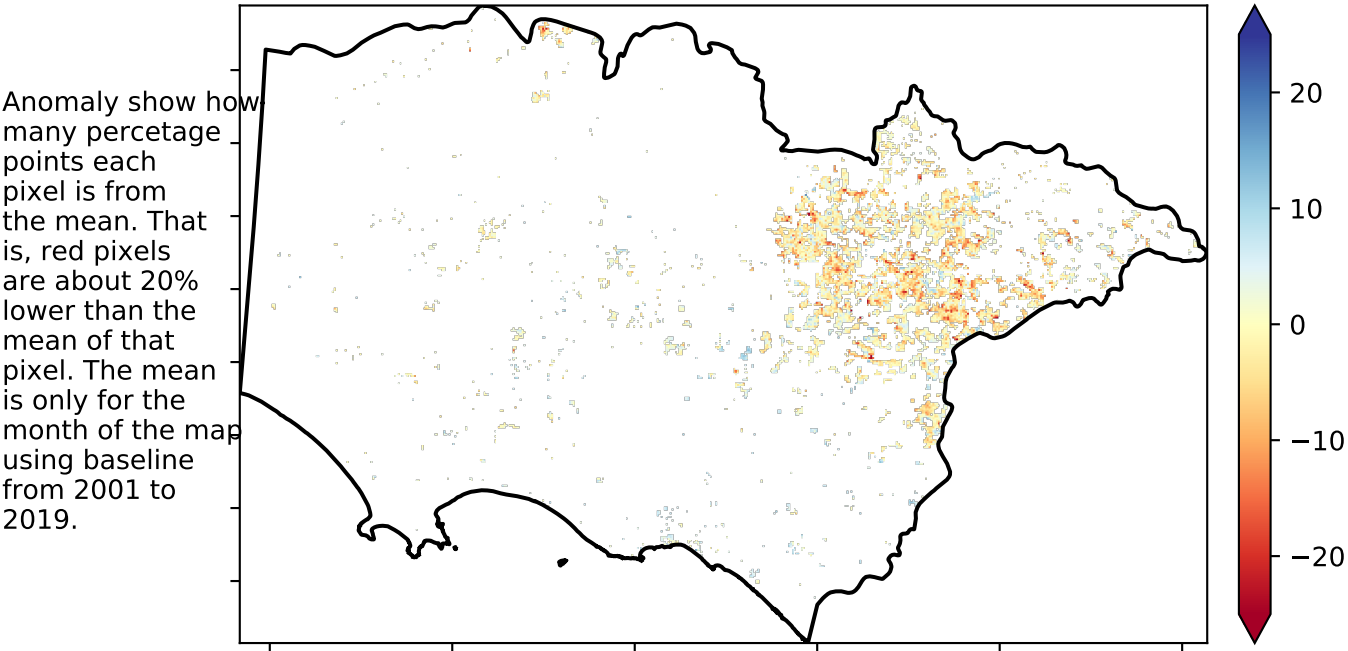 Anomaly show how
many percetage
points each
pixel is from
the mean. That
is, red pixels
are about 20%
lower than the
mean of that
pixel. The mean
is only for the
month of the map
using baseline
from 2001 to
2019.
20
10
0
−10
−20